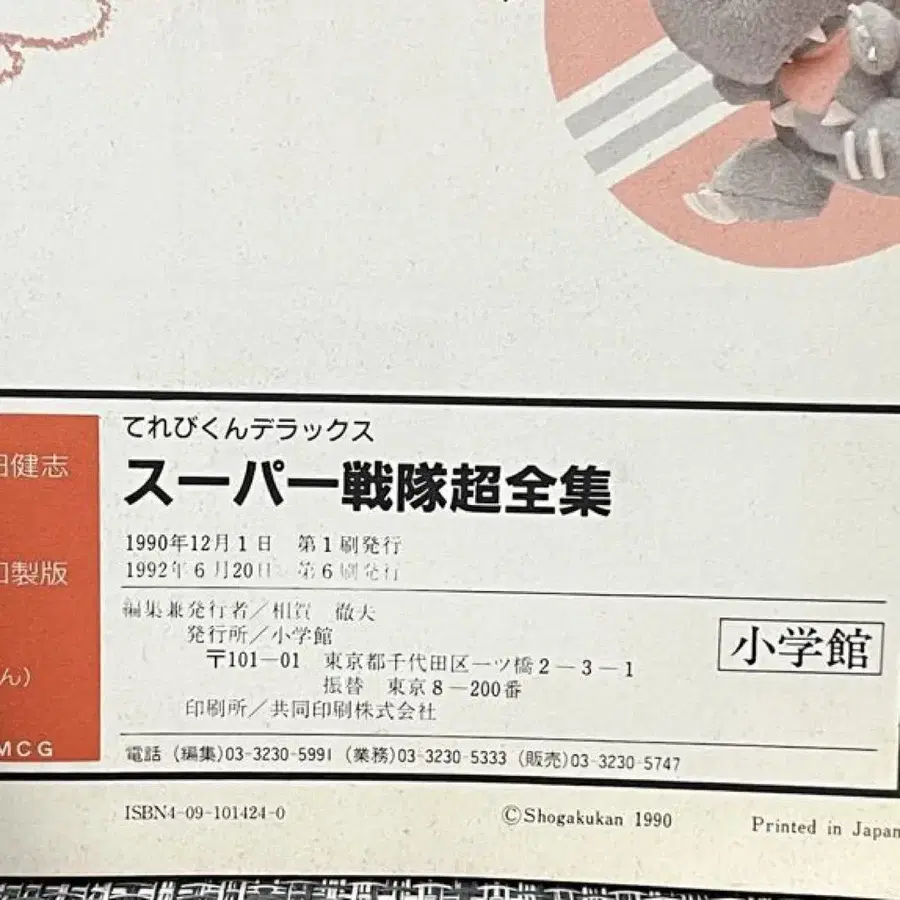 てれびくんデラックス
スーパー戦隊超全集
1990年12月1日 第1刷発行
1992年6月20日 第6刷発行
編集兼発行者／相賀 徹夫
発行所／小学館
〒101―01 東京都千代田区一ツ橋2―3―1
振替 東京8―200番
印刷所／共同印刷株式会社
小学館
電話 (編集)03-3230-5991 (業務)03-3230-5333 (販売)03-3230-5747
ISBN4-09-101424-0
©Shogakukan 1990
Printed in Japan
健志
製版
ん)
MCG